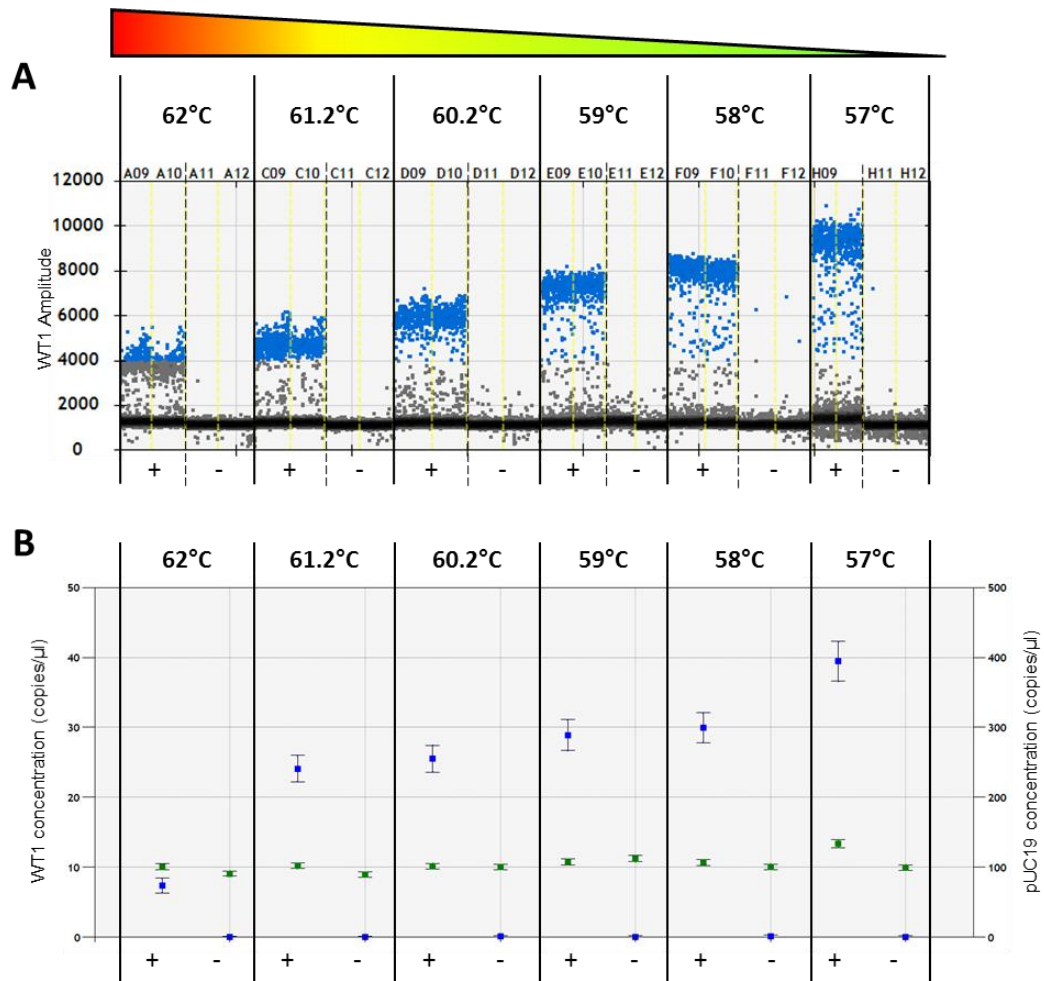 A
62°C 61.2°C 60.2°C 59°C 58°C 57°C
A09 A10 A11 A12 C09 C10 C11 C12 D09 D10 D11 D12 E09 E10 E11 E12 F09 F10 F11 F12 H09 H11 H12
WT1 Amplitude
12000
10000
8000
6000
4000
2000
0
+ - + - + - + - + - + -
B
62°C 61.2°C 60.2°C 59°C 58°C 57°C
WT1 concentration (copies/µl)
50
40
30
20
10
0
500
400
300
200
100
0
pUC19 concentration (copies/µl)
+ - + - + - + - + - + -